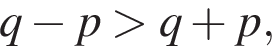 q − p > q + p,